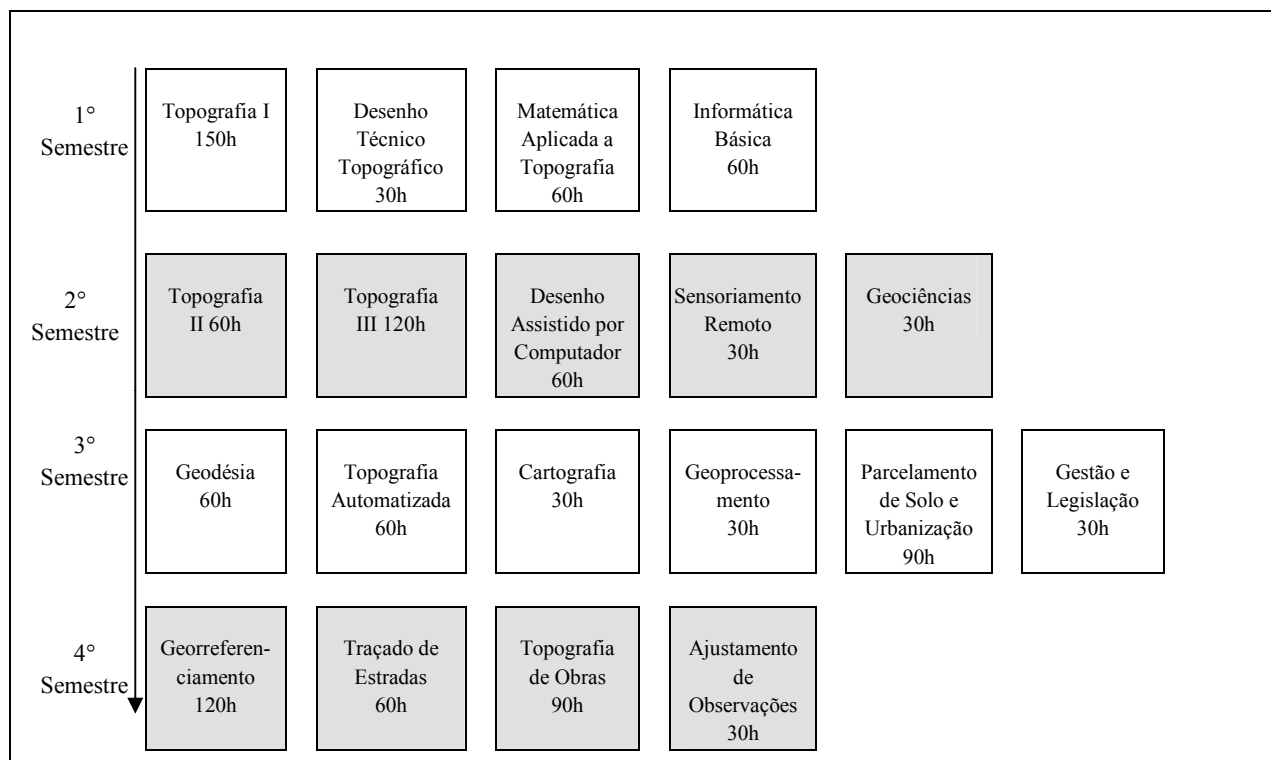 1°
Semestre
Topografia I
150h
Desenho
Técnico
Topográfico
30h
Matemática
Aplicada a
Topografia
60h
Informática
Básica
60h
2°
Semestre
Topografia
II 60h
Topografia
III 120h
Desenho
Assistido por
Computador
60h
Sensoriamento
Remoto
30h
Geociências
30h
3°
Semestre
Geodésia
60h
Topografia
Automatizada
60h
Cartografia
30h
Geoprocessa-
mento
30h
Parcelamento
de Solo e
Urbanização
90h
Gestão e
Legislação
30h
4°
Semestre
Georreferen-
ciamento
120h
Traçado de
Estradas
60h
Topografia
de Obras
90h
Ajustamento
de
Observações
30h